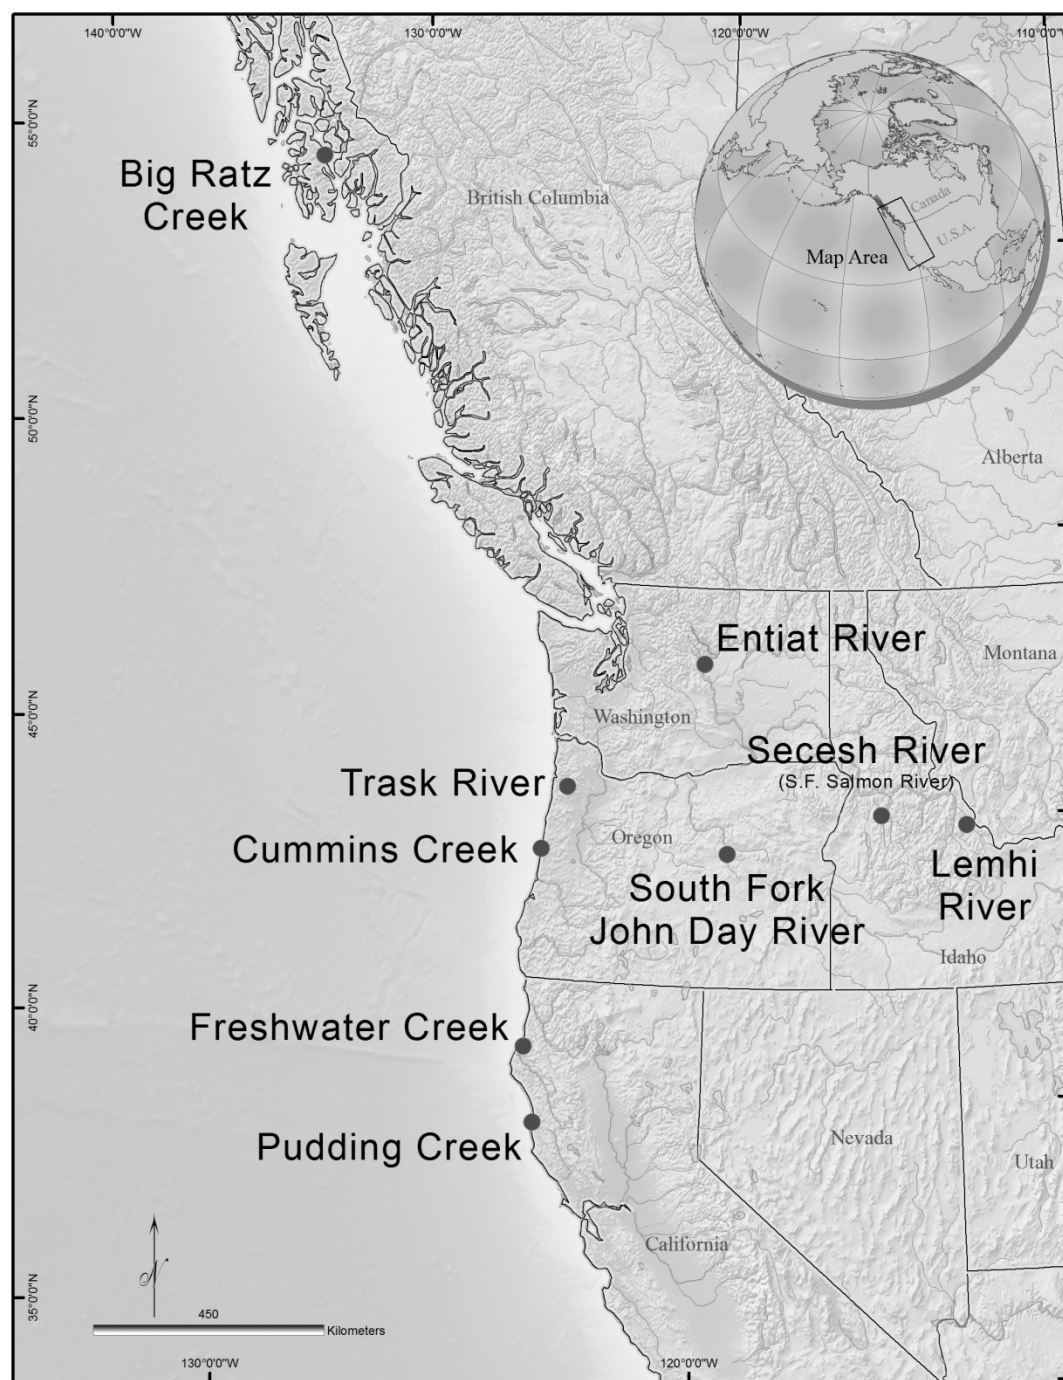 140°0'0"W
130°0'0"W
120°0'0"W
110°0'0"W
55°0'0"N
Big Ratz
Creek
British Columbia
Canada
U.S.A.
Map Area
50°0'0"N
Alberta
Entiat River
Montana
Washington
45°0'0"N
Secesh River
(S.F. Salmon River)
Trask River
Oregon
Cummins Creek
Lemhi
River
South Fork
John Day River
Idaho
40°0'0"N
Freshwater Creek
Pudding Creek
Nevada
Utah
California
N
35°0'0"N
450
Kilometers
130°0'0"W
120°0'0"W